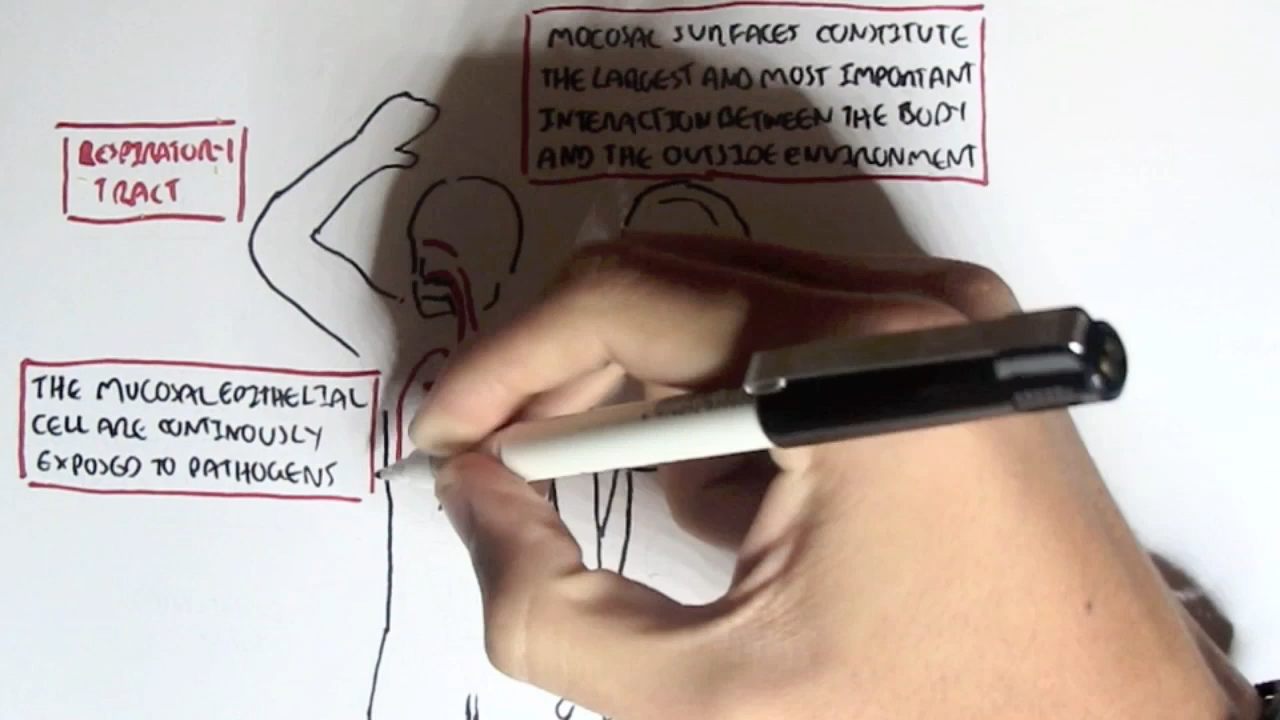 MOCOSAL SURFACES CONSTITUTE
THE LARGEST AND MOST IMPORTANT
INTERACTION BETWEEN THE BODY
AND THE OUTSIDE ENVIRONMENT
RESPIRATORY
TRACT
THE MUCOSAL EPITHELIAL
CELL ARE CONTINOUSLY
EXPOSED TO PATHOGENS